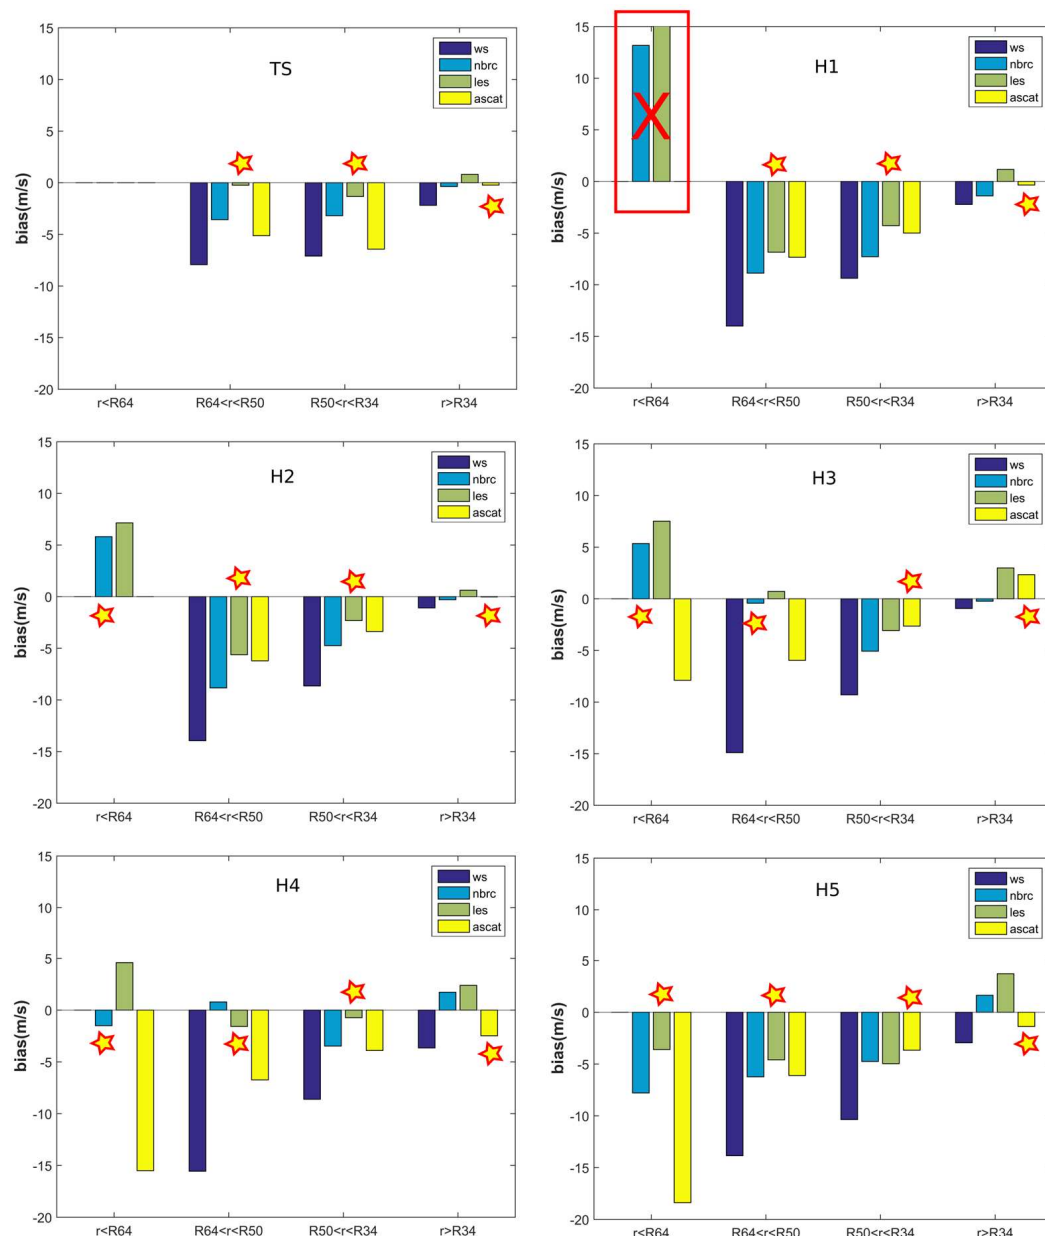 TS
ws
nbrc
les
ascat
bias(m/s)
15
10
5
0
-5
-10
-15
-20
r<R64
R64<r<R50
R50<r<R34
r>R34
H1
ws
nbrc
les
ascat
bias(m/s)
15
10
5
0
-5
-10
-15
-20
X
r<R64
R64<r<R50
R50<r<R34
r>R34
H2
ws
nbrc
les
ascat
bias(m/s)
15
10
5
0
-5
-10
-15
-20
r<R64
R64<r<R50
R50<r<R34
r>R34
H3
ws
nbrc
les
ascat
bias(m/s)
15
10
5
0
-5
-10
-15
-20
r<R64
R64<r<R50
R50<r<R34
r>R34
H4
ws
nbrc
les
ascat
bias(m/s)
15
10
5
0
-5
-10
-15
-20
r<R64
R64<r<R50
R50<r<R34
r>R34
H5
ws
nbrc
les
ascat
bias(m/s)
15
10
5
0
-5
-10
-15
-20
r<R64
R64<r<R50
R50<r<R34
r>R34